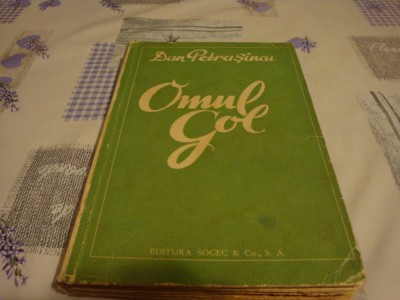 Dan Petrașincu
Omul
Gol
EDITURA SOCEC & Co., S. A.